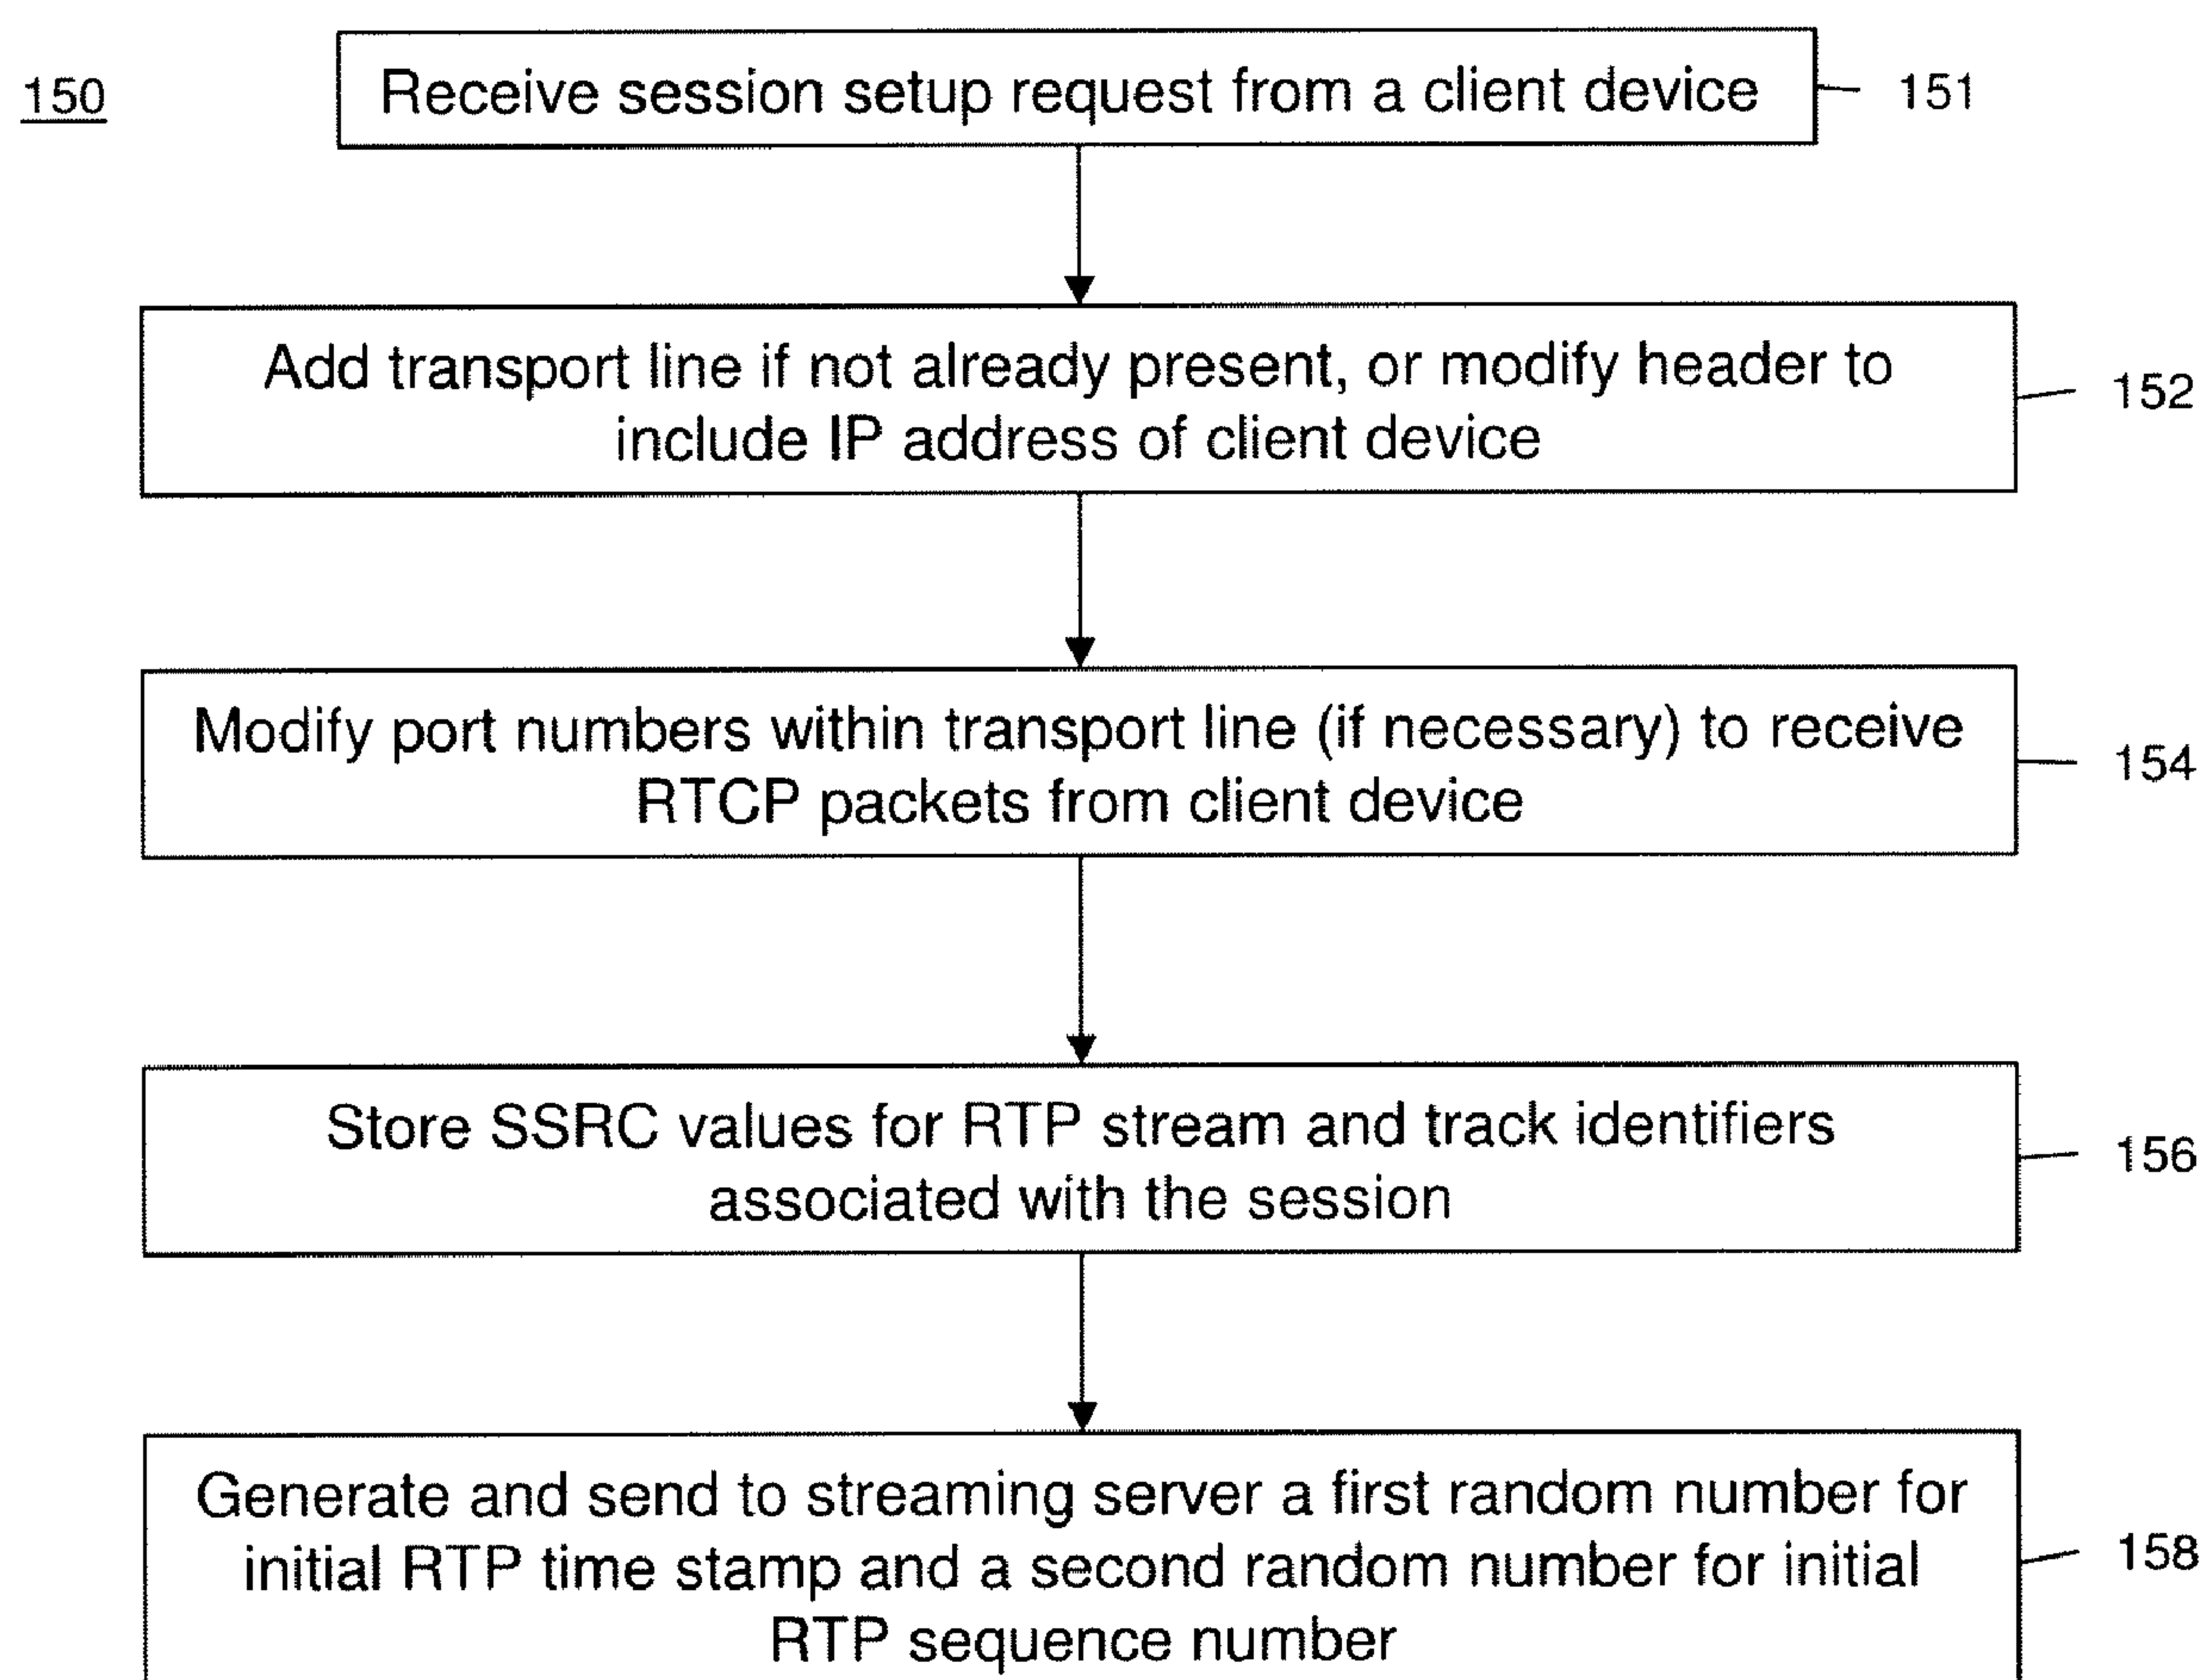 150
Receive session setup request from a client device
151
Add transport line if not already present, or modify header to
include IP address of client device
152
Modify port numbers within transport line (if necessary) to receive
RTCP packets from client device
154
Store SSRC values for RTP stream and track identifiers
associated with the session
156
Generate and send to streaming server a first random number for
initial RTP time stamp and a second random number for initial
RTP sequence number
158